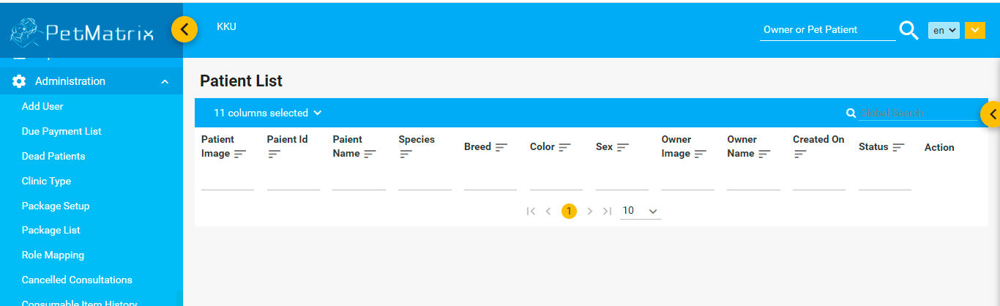 PetMatrix
KKU
Owner or Pet Patient
en
Administration
Add User
Due Payment List
Dead Patients
Clinic Type
Package Setup
Package List
Role Mapping
Cancelled Consultations
Consumable Item History
Patient List
11 columns selected
Global Search
Patient
Image
Paient Id
Paient
Name
Species
Breed
Color
Sex
Owner
Image
Owner
Name
Created On
Status
Action
1
10